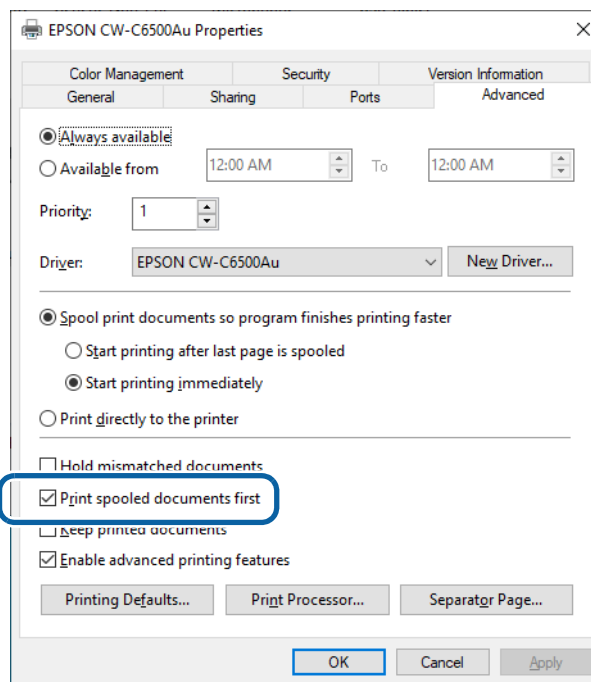 EPSON CW-C6500Au Properties
Color Management Security Version Information
General Sharing Ports Advanced
Always available
Available from 12:00 AM To 12:00 AM
Priority: 1
Driver: EPSON CW-C6500Au New Driver...
Spool print documents so program finishes printing faster
Start printing after last page is spooled
Start printing immediately
Print directly to the printer
Hold mismatched documents
Print spooled documents first
Keep printed documents
Enable advanced printing features
Printing Defaults... Print Processor... Separator Page...
OK Cancel Apply